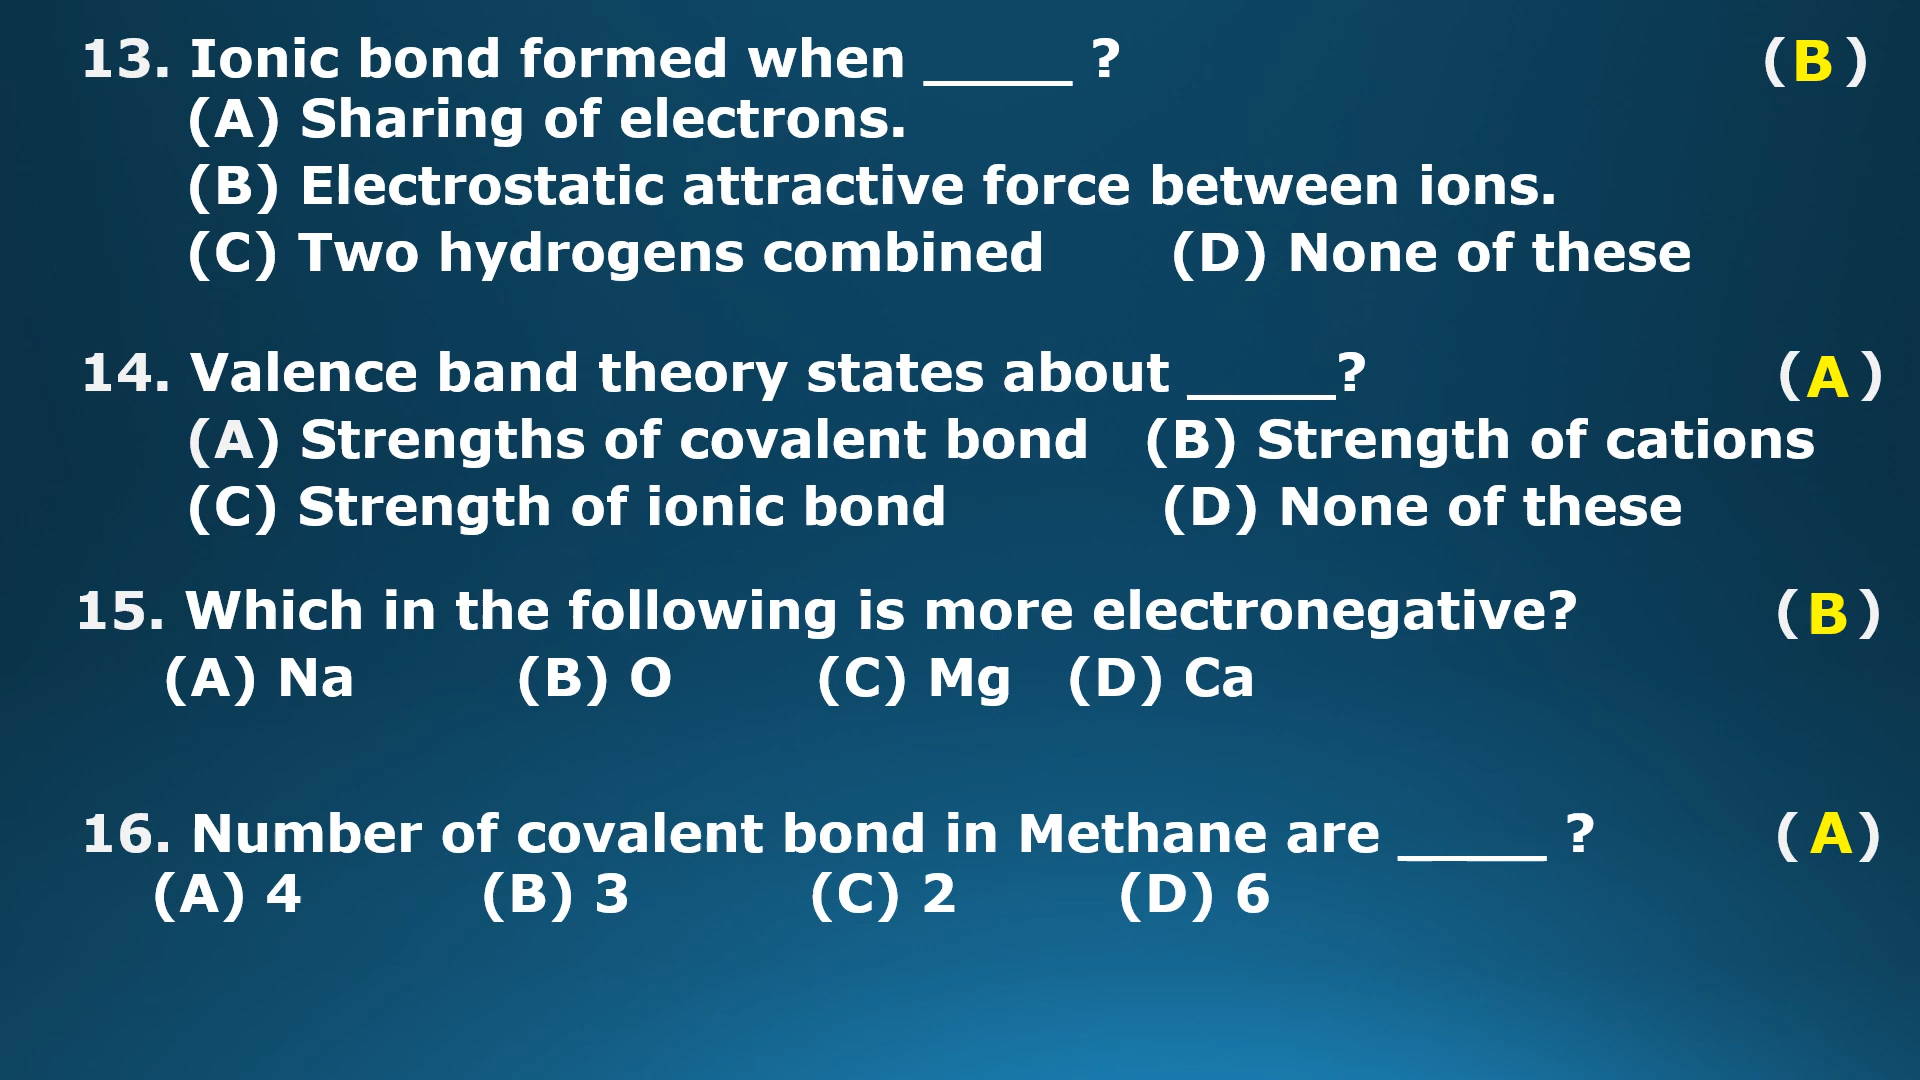 13. Ionic bond formed when _____ ? (B)
(A) Sharing of electrons.
(B) Electrostatic attractive force between ions.
(C) Two hydrogens combined (D) None of these
14. Valence band theory states about _____? (A)
(A) Strengths of covalent bond (B) Strength of cations
(C) Strength of ionic bond (D) None of these
15. Which in the following is more electronegative? (B)
(A) Na (B) O (C) Mg (D) Ca
16. Number of covalent bond in Methane are _____ ? (A)
(A) 4 (B) 3 (C) 2 (D) 6